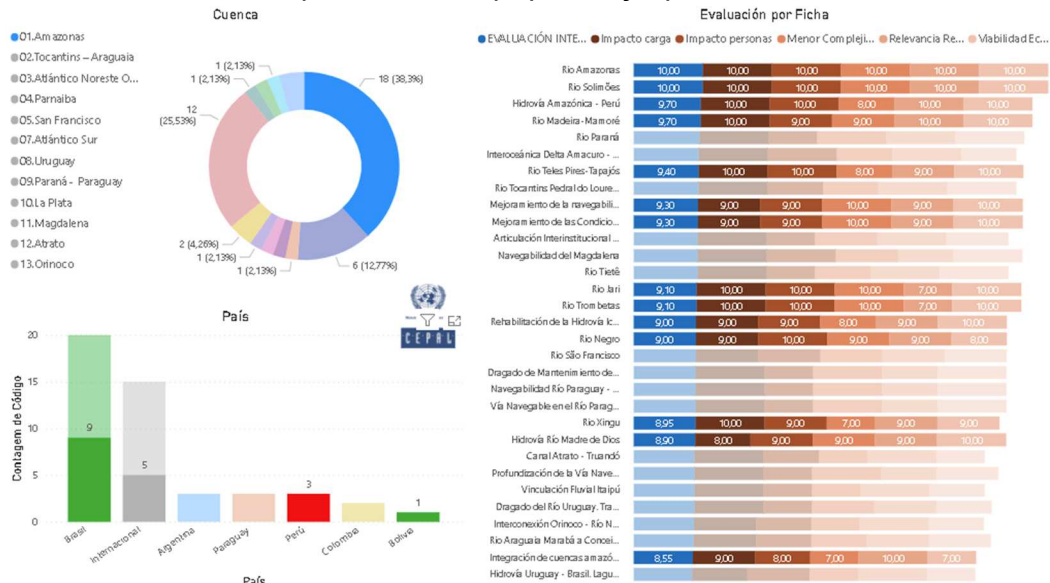 Cuenca
01.Amazonas
02.Tocantins – Araguaia
03.Atlántico Noreste O...
04.Parnaiba
05.San Francisco
07.Atlántico Sur
08.Uruguay
09.Paraná - Paraguay
10.La Plata
11.Magdalena
12.Atrato
13.Orinoco
1 (2,13%)
1 (2,13%)
18 (38,3%)
12
(25,53%)
2 (4,26%)
1 (2,13%)
1 (2,13%)
6 (12,77%)
CEPAL
País
Contagem de Código
20
15
10
5
0
9
5
3
1
Brasil
Internacional
Argentina
Paraguay
Perú
Colombia
Bolivia
País
Evaluación por Ficha
EVALUACIÓN INTE... Impacto carga Impacto personas Menor Compleji... Relevancia Re... Viabilidad Ec...
Rio Amazonas 10,00 10,00 10,00 10,00 10,00 10,00
Rio Solimões 10,00 10,00 10,00 10,00 10,00 10,00
Hidrovía Amazónica - Perú 9,70 10,00 10,00 8,00 10,00 10,00
Rio Madeira-Mamoré 9,70 10,00 9,00 9,00 10,00 10,00
Rio Paraná
Interoceánica Delta Amacuro - ...
Rio Teles Pires-Tapajós 9,40 10,00 10,00 8,00 9,00 10,00
Rio Tocantins Pedral do Loure...
Mejoramiento de la navegabili... 9,30 9,00 9,00 10,00 9,00 10,00
Mejoramiento de las Condicio... 9,30 9,00 9,00 10,00 9,00 10,00
Articulación Interinstitucional ...
Navegabilidad del Magdalena
Rio Tietê
Rio Jari 9,10 10,00 10,00 10,00 7,00 10,00
Rio Trombetas 9,10 10,00 10,00 10,00 7,00 10,00
Rehabilitación de la Hidrovía Ic... 9,00 9,00 9,00 8,00 9,00 10,00
Rio Negro 9,00 9,00 10,00 9,00 9,00 8,00
Rio São Francisco
Dragado de Mantenimiento de...
Navegabilidad Río Paraguay - ...
Vía Navegable en el Río Parag...
Rio Xingu 8,95 10,00 9,00 7,00 9,00 9,00
Hidrovía Río Madre de Dios 8,90 8,00 9,00 9,00 9,00 10,00
Canal Atrato - Truandó
Profundización de la Vía Nave...
Vinculación Fluvial Itaipú
Dragado del Río Uruguay. Tra...
Interconexión Orinoco - Río N...
Rio Araguaia Marabá a Concei...
Integración de cuencas amazó... 8,55 9,00 8,00 7,00 10,00 7,00
Hidrovía Uruguay - Brasil. Lagu...